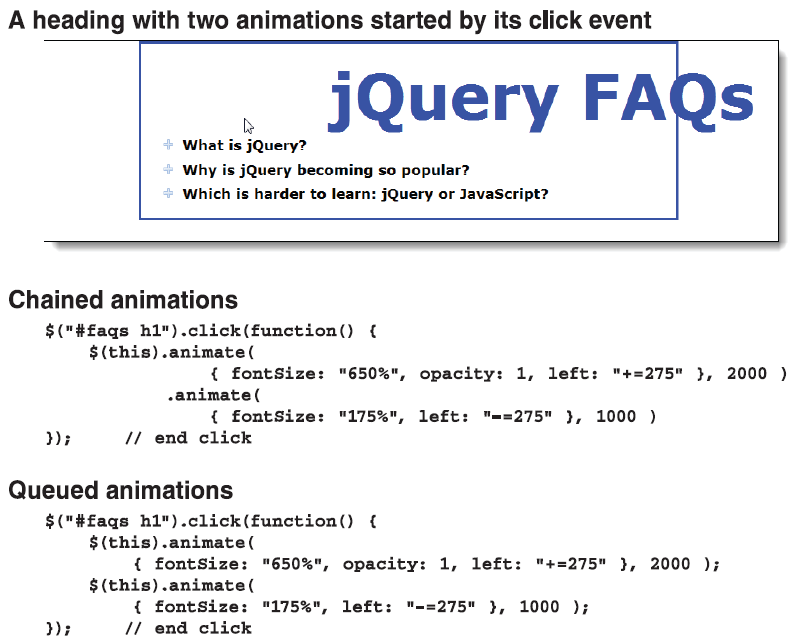 A heading with two animations started by its click event
jQuery FAQs
What is jQuery?
Why is jQuery becoming so popular?
Which is harder to learn: jQuery or JavaScript?
Chained animations
$("#faqs h1").click(function() {
$(this).animate(
{ fontSize: "650%", opacity: 1, left: "+=275" }, 2000 )
.animate(
{ fontSize: "175%", left: "-=275" }, 1000 )
}); // end click
Queued animations
$("#faqs h1").click(function() {
$(this).animate(
{ fontSize: "650%", opacity: 1, left: "+=275" }, 2000 );
$(this).animate(
{ fontSize: "175%", left: "-=275" }, 1000 );
}); // end click